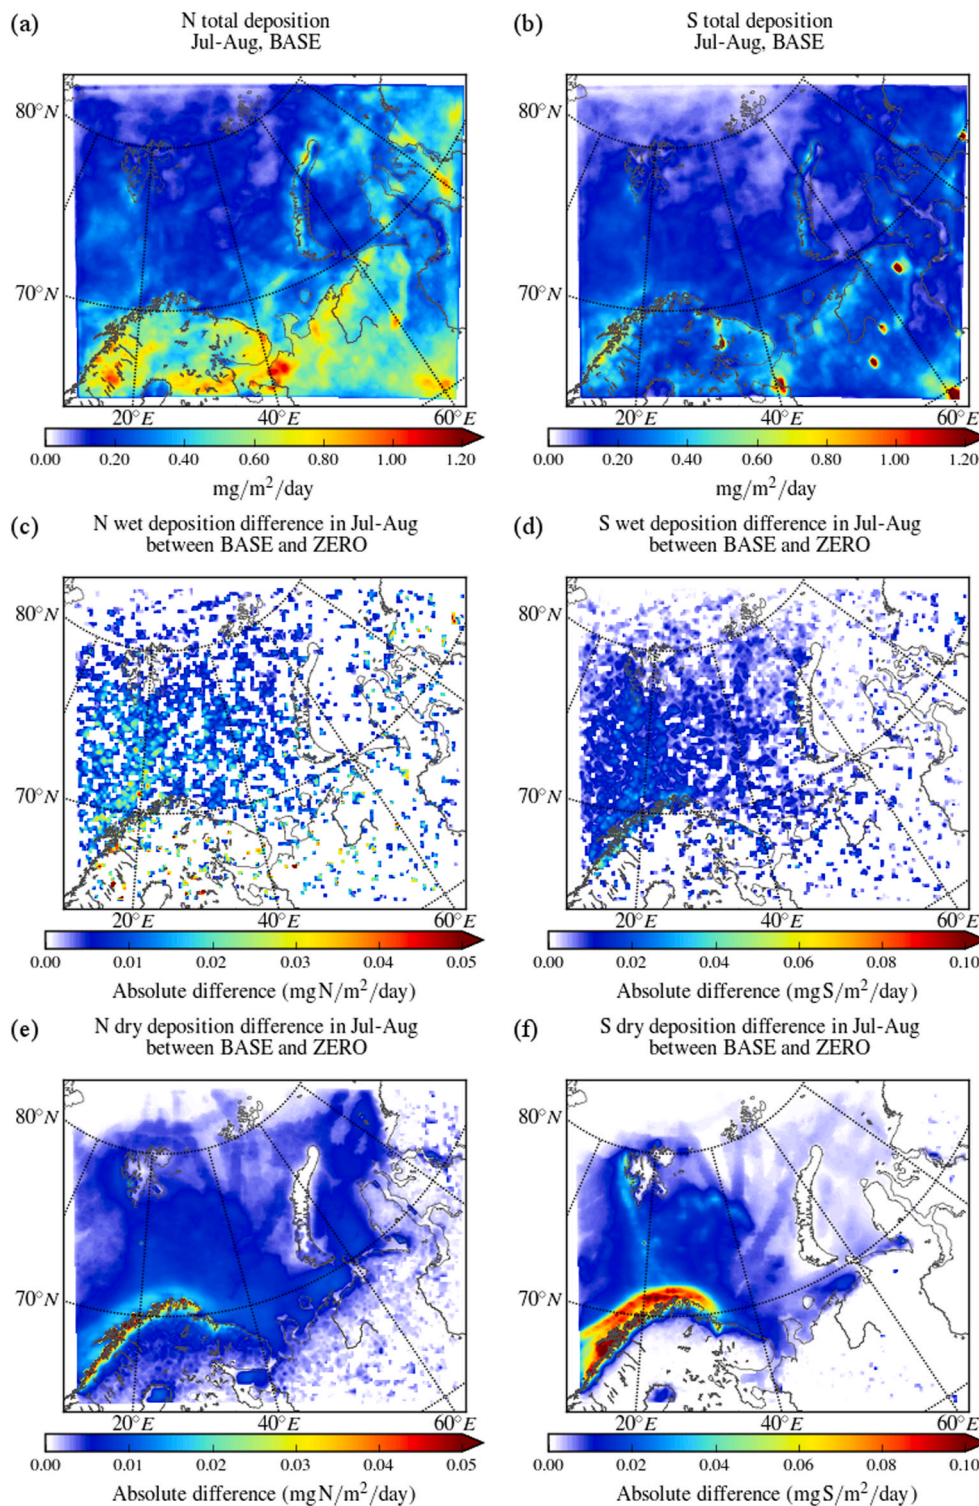 (a)
N total deposition
Jul-Aug, BASE
80°N
70°N
20°E
40°E
60°E
0.00 0.20 0.40 0.60 0.80 1.00 1.20
mg/m²/day
(b)
S total deposition
Jul-Aug, BASE
80°N
70°N
20°E
40°E
60°E
0.00 0.20 0.40 0.60 0.80 1.00 1.20
mg/m²/day
(c)
N wet deposition difference in Jul-Aug
between BASE and ZERO
80°N
70°N
20°E
40°E
60°E
0.00 0.01 0.02 0.03 0.04 0.05
Absolute difference (mg N/m²/day)
(d)
S wet deposition difference in Jul-Aug
between BASE and ZERO
80°N
70°N
20°E
40°E
60°E
0.00 0.02 0.04 0.06 0.08 0.10
Absolute difference (mg S/m²/day)
(e)
N dry deposition difference in Jul-Aug
between BASE and ZERO
80°N
70°N
20°E
40°E
60°E
0.00 0.01 0.02 0.03 0.04 0.05
Absolute difference (mg N/m²/day)
(f)
S dry deposition difference in Jul-Aug
between BASE and ZERO
80°N
70°N
20°E
40°E
60°E
0.00 0.02 0.04 0.06 0.08 0.10
Absolute difference (mg S/m²/day)